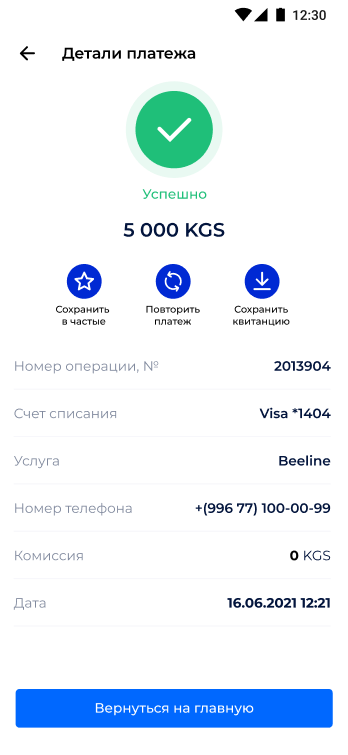 12:30
Детали платежа
Успешно
5 000 KGS
Сохранить
в частые
Повторить
платеж
Сохранить
квитанцию
Номер операции, № 2013904
Счет списания Visa *1404
Услуга Beeline
Номер телефона +(996 77) 100-00-99
Комиссия 0 KGS
Дата 16.06.2021 12:21
Вернуться на главную